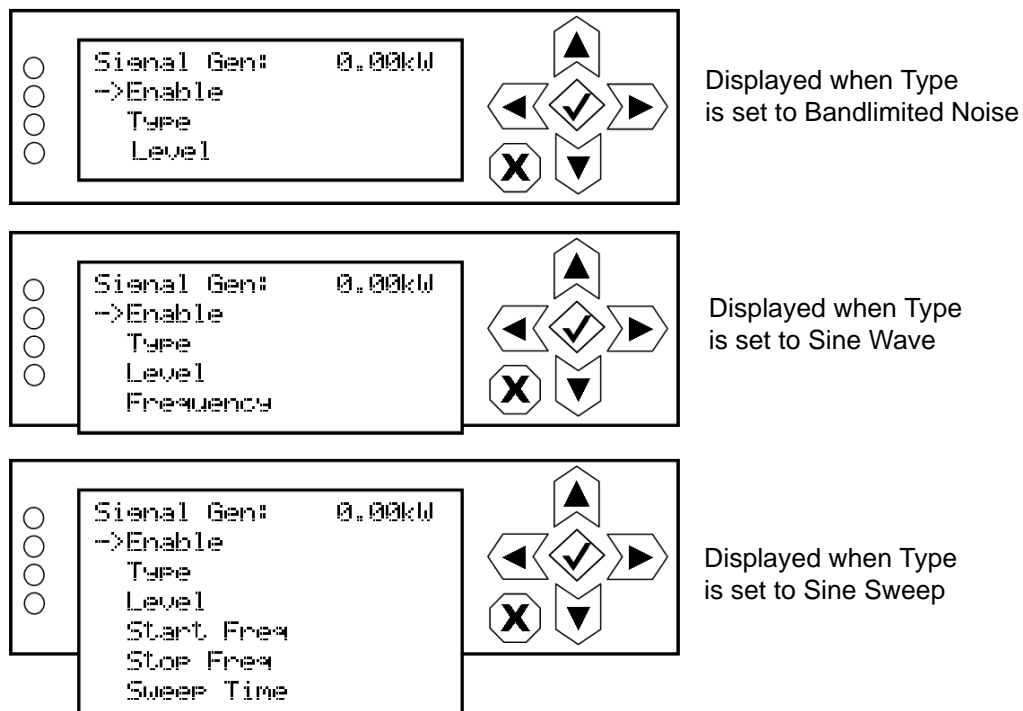 Signal Gen: 0.00kW
->Enable
Type
Level
X
Displayed when Type
is set to Bandlimited Noise
Signal Gen: 0.00kW
->Enable
Type
Level
Frequency
X
Displayed when Type
is set to Sine Wave
Signal Gen: 0.00kW
->Enable
Type
Level
Start Freq
Stop Freq
Sweep Time
X
Displayed when Type
is set to Sine Sweep